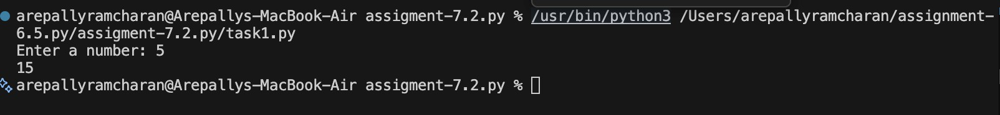 arepallyramcharan@Arepallys-MacBook-Air assigment-7.2.py % /usr/bin/python3 /Users/arepallyramcharan/assignment-
6.5.py/assigment-7.2.py/task1.py
Enter a number: 5
15
arepallyramcharan@Arepallys-MacBook-Air assigment-7.2.py %